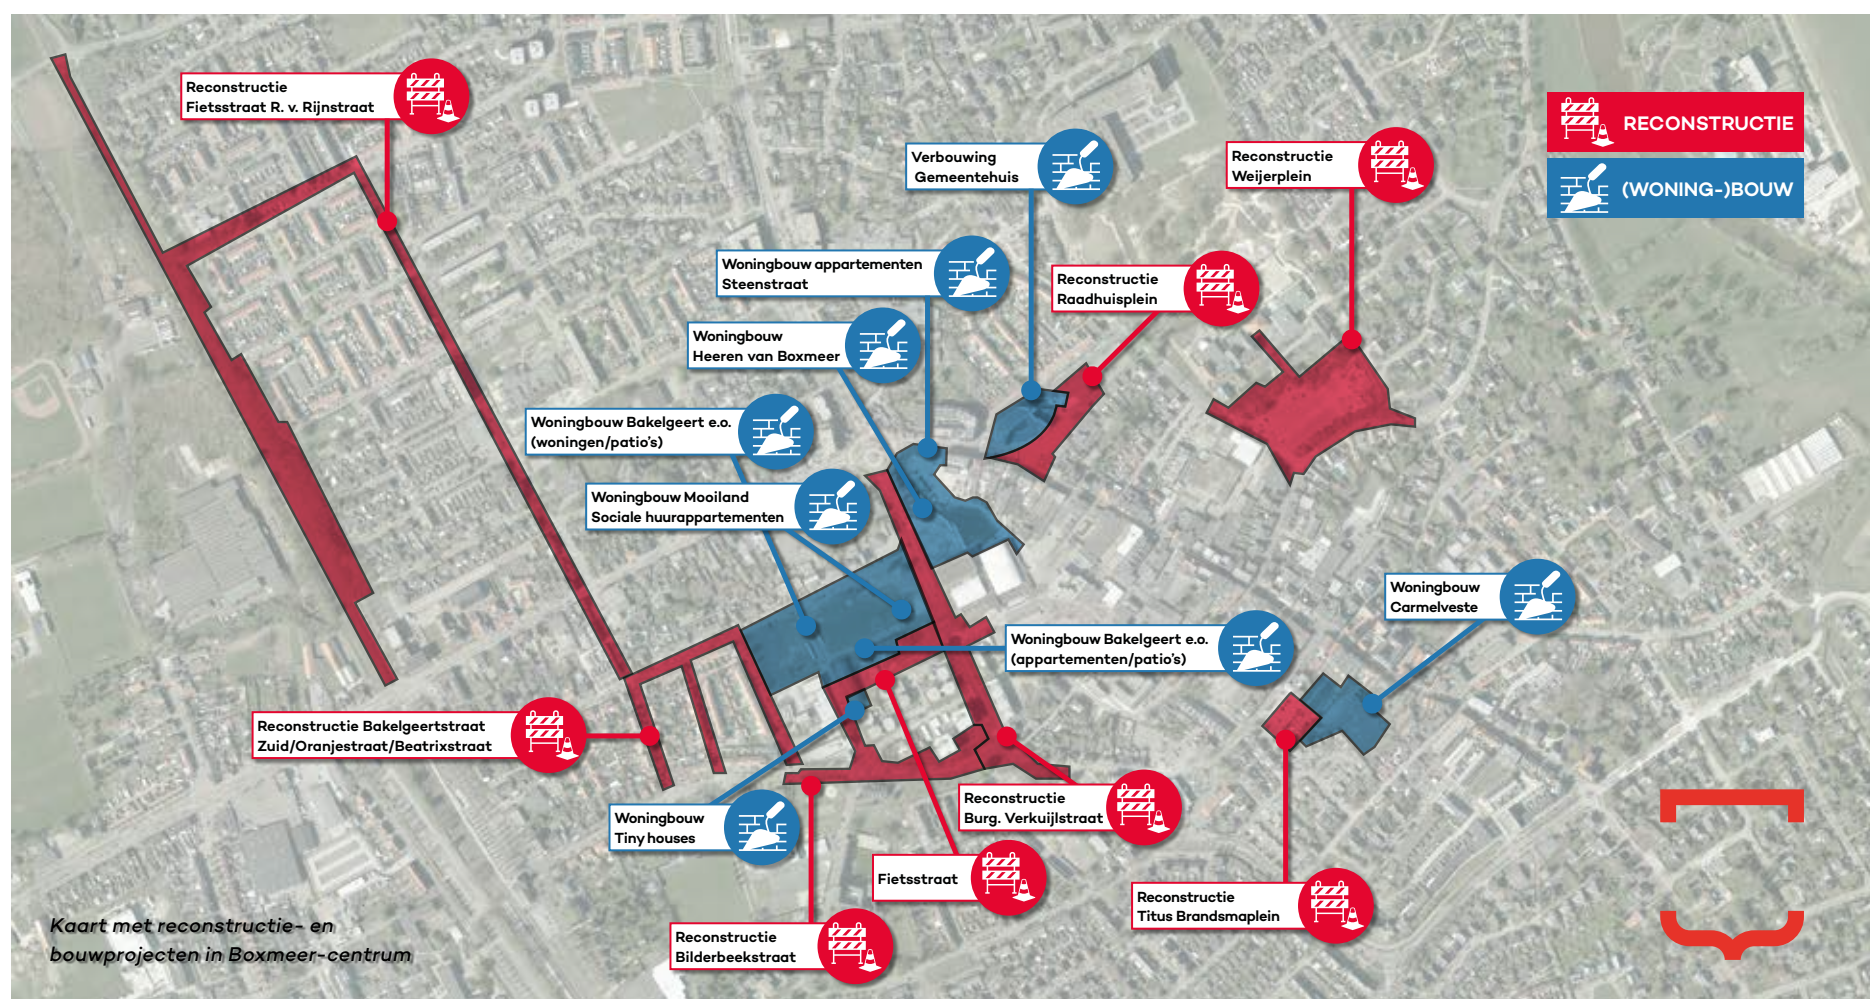 Reconstructie
Fietsstraat R. v. Rijnstraat
Verbouwing
Gemeentehuis
Reconstructie
Weijerplein
RECONSTRUCTIE
(WONING-)BOUW
Woningbouw appartementen
Steenstraat
Reconstructie
Raadhuisplein
Woningbouw
Heeren van Boxmeer
Woningbouw Bakelgeert e.o.
(woningen/patio's)
Woningbouw Mooiland
Sociale huurappartementen
Woningbouw
Carmelveste
Woningbouw Bakelgeert e.o.
(appartementen/patio's)
Reconstructie Bakelgeertstraat
Zuid/Oranjestraat/Beatrixstraat
Woningbouw
Tiny houses
Reconstructie
Burg. Verkuijlstraat
Fietsstraat
Reconstructie
Titus Brandsmaplein
Reconstructie
Bilderbeekstraat
Kaart met reconstructie- en
bouwprojecten in Boxmeer-centrum